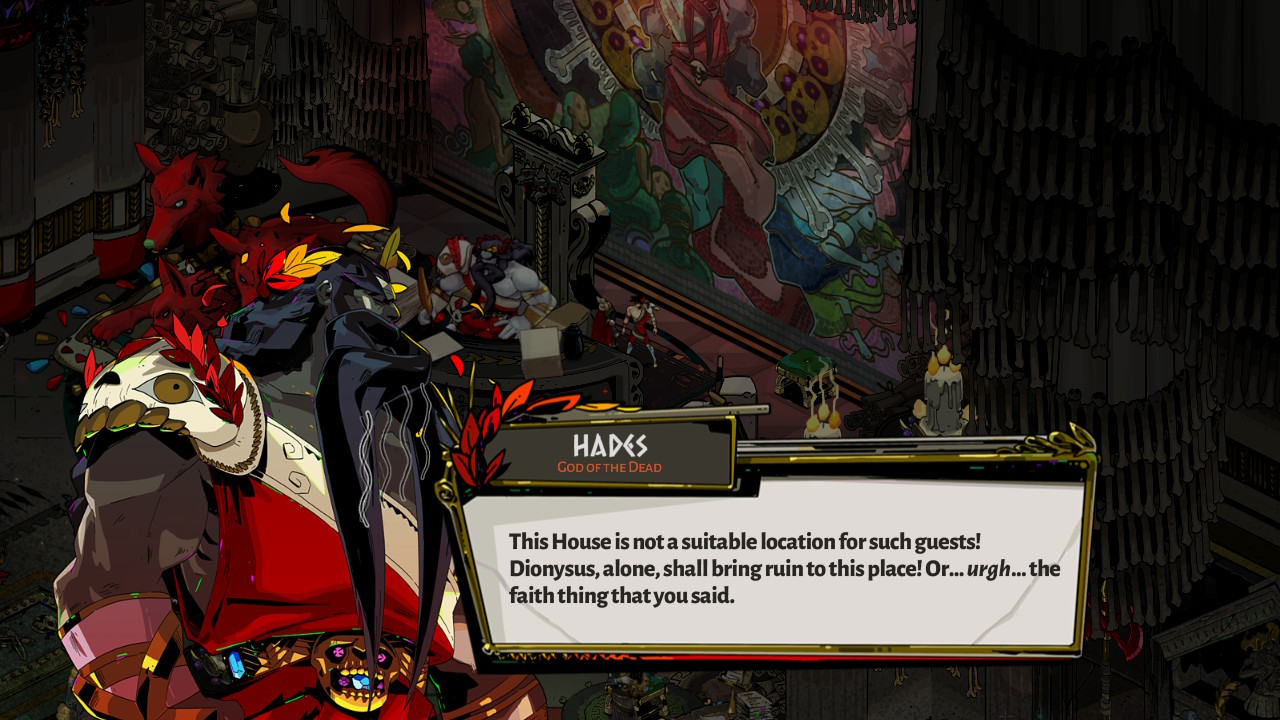 HADES
GOD OF THE DEAD
This House is not a suitable location for such guests!
Dionysus, alone, shall bring ruin to this place! Or... urgh... the
faith thing that you said.